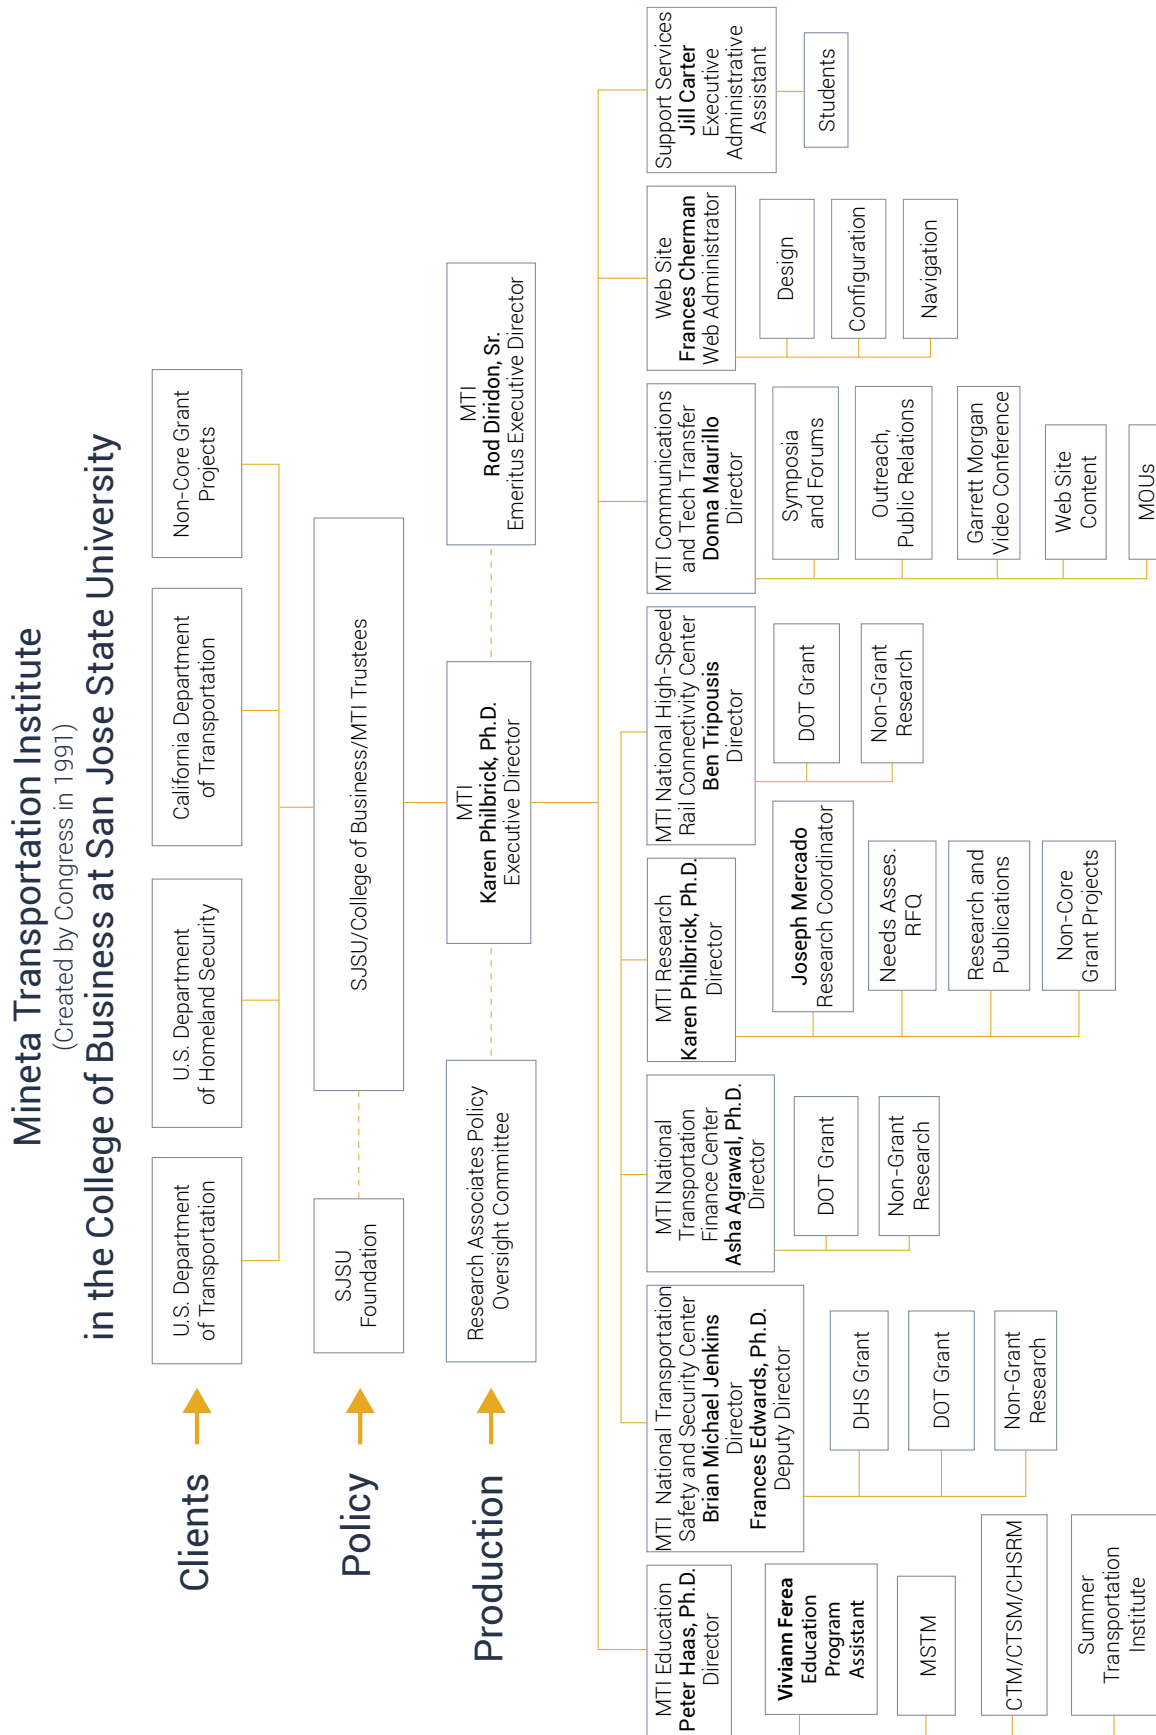 Mineta Transportation Institute
(Created by Congress in 1991)
in the College of Business at San Jose State University
Clients
U.S. Department
of Transportation
U.S. Department
of Homeland Security
California Department
of Transportation
Non-Core Grant
Projects
Policy
SJSU
Foundation
SJSU/College of Business/MTI Trustees
Production
Research Associates Policy
Oversight Committee
MTI
Karen Philbrick, Ph.D.
Executive Director
MTI
Rod Diridon, Sr.
Emeritus Executive Director
MTI Education
Peter Haas, Ph.D.
Director
Viviann Ferea
Education
Program
Assistant
MSTM
CTM/CTSM/CHSRM
Summer
Transportation
Institute
MTI National Transportation
Safety and Security Center
Brian Michael Jenkins
Director
Frances Edwards, Ph.D.
Deputy Director
DHS Grant
DOT Grant
Non-Grant
Research
MTI National
Transportation
Finance Center
Asha Agrawal, Ph.D.
Director
DOT Grant
Non-Grant
Research
MTI Research
Karen Philbrick, Ph.D.
Director
Joseph Mercado
Research Coordinator
Needs Asses.
RFQ
Research and
Publications
Non-Core
Grant Projects
MTI National High-Speed
Rail Connectivity Center
Ben Tripousis
Director
DOT Grant
Non-Grant
Research
MTI Communications
and Tech Transfer
Donna Maurillo
Director
Symposia
and Forums
Outreach,
Public Relations
Garrett Morgan
Video Conference
Web Site
Content
MOUs
Web Site
Frances Cherman
Web Administrator
Design
Configuration
Navigation
Support Services
Jill Carter
Executive
Administrative
Assistant
Students